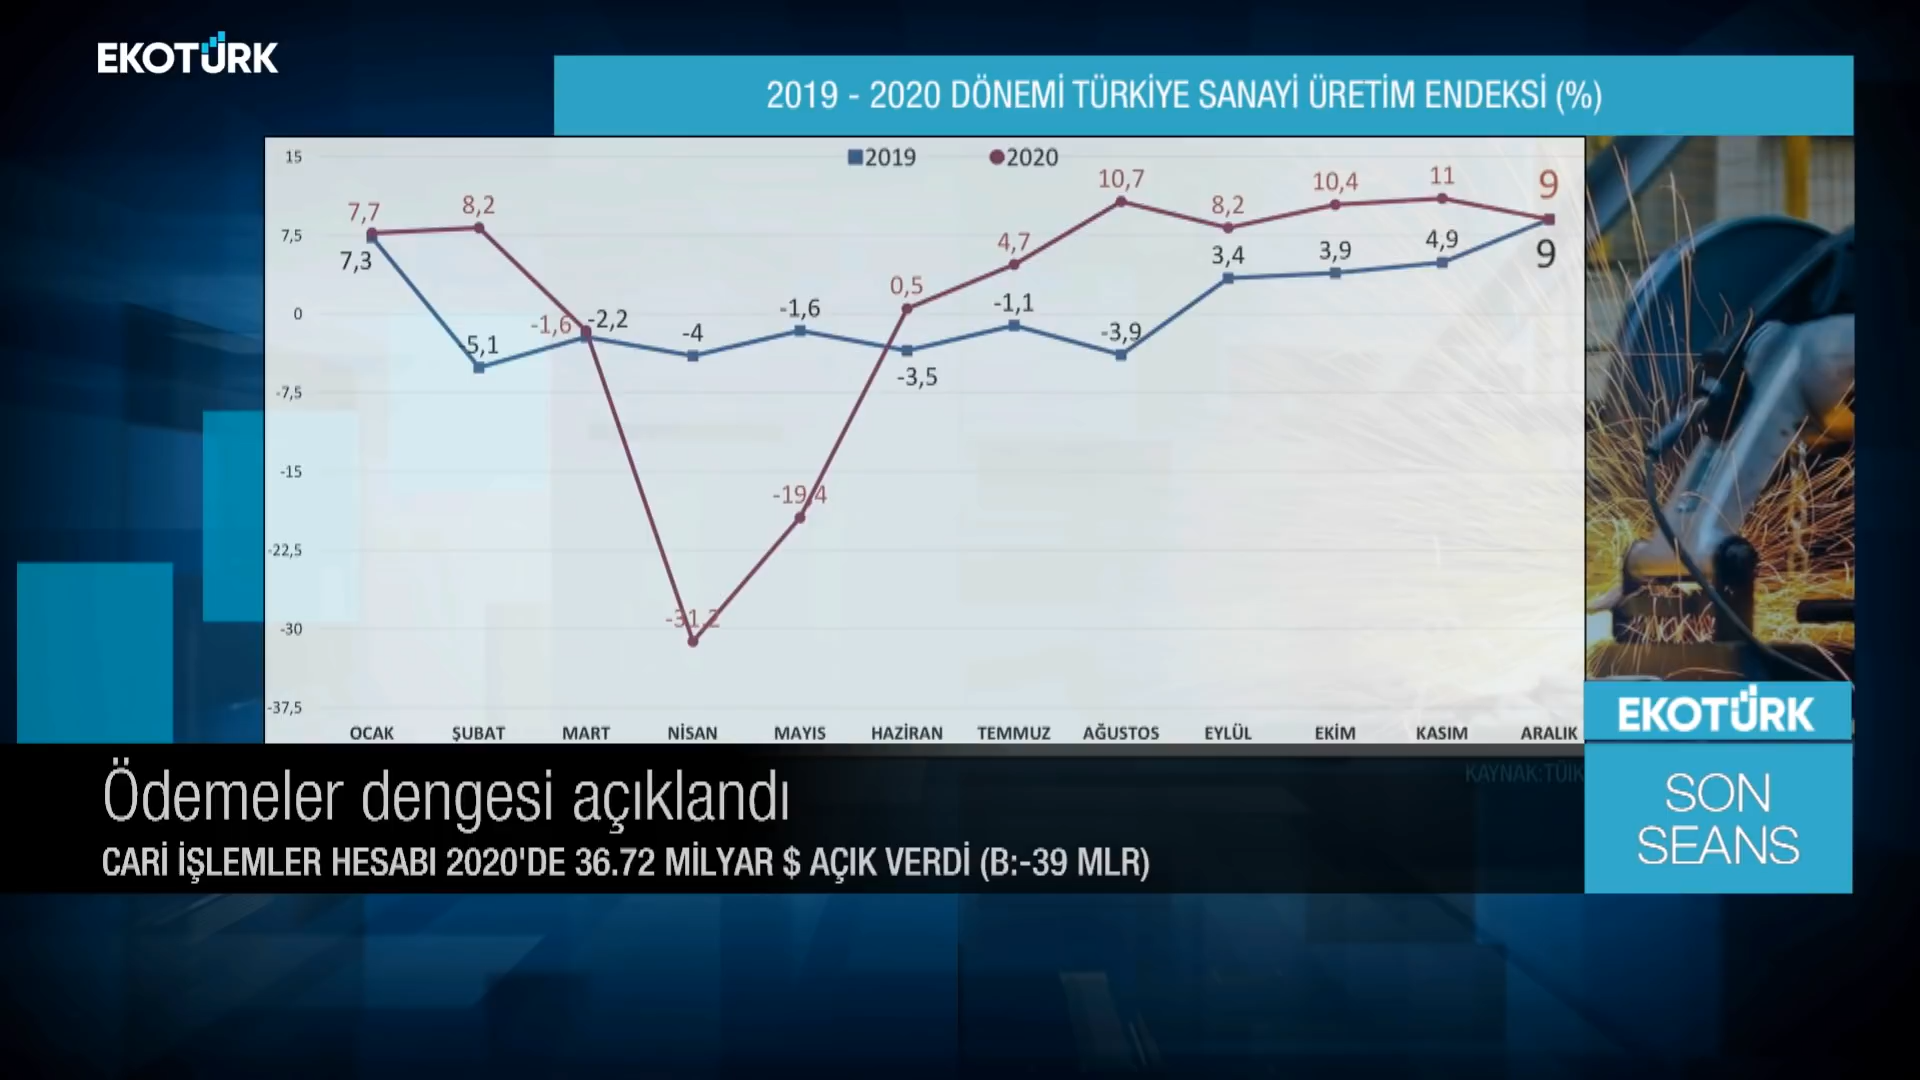 EKOTÜRK
2019 - 2020 DÖNEMİ TÜRKİYE SANAYİ ÜRETİM ENDEKSİ (%)
2019 2020
15
7,5
0
-7,5
-15
-22,5
-30
-37,5
7,7 8,2 -1,6 -31,2 -19,4 0,5 4,7 10,7 8,2 10,4 11 9
7,3 5,1 -2,2 -4 -1,6 -3,5 -1,1 -3,9 3,4 3,9 4,9 9
OCAK ŞUBAT MART NİSAN MAYIS HAZİRAN TEMMUZ AĞUSTOS EYLÜL EKİM KASIM ARALIK
KAYNAK:TÜİK
EKOTÜRK
SON
SEANS
Ödemeler dengesi açıklandı
CARİ İŞLEMLER HESABI 2020'DE 36.72 MİLYAR $ AÇIK VERDİ (B:-39 MLR)